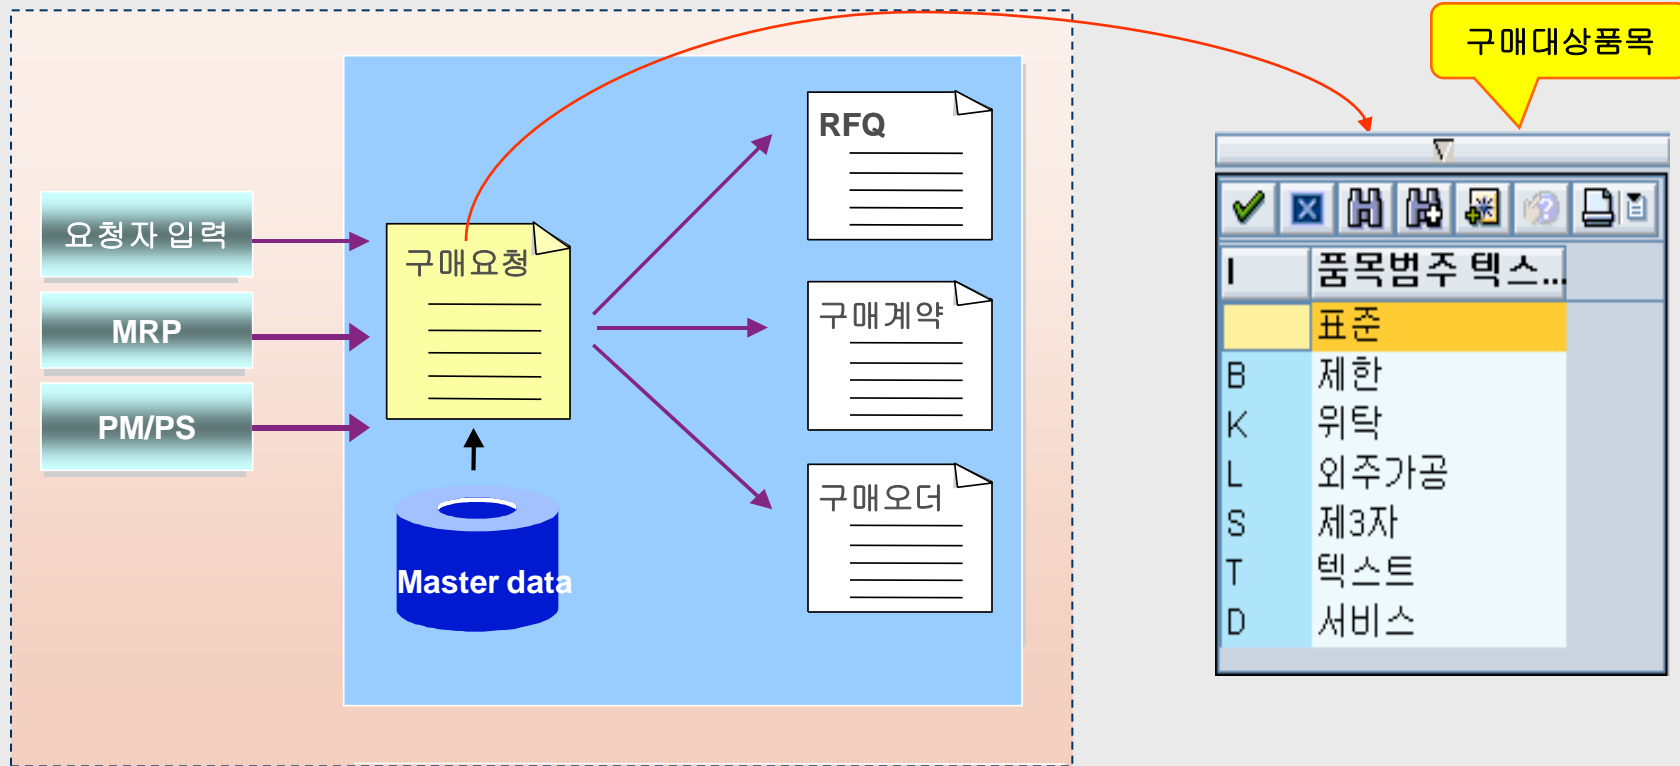 구매대상품목
RFQ
요청자 입력
구매요청
MRP
구매계약
PM/PS
구매오더
Master data
I 품목범주 텍스...
표준
B 제한
K 위탁
L 외주가공
S 제3자
T 텍스트
D 서비스